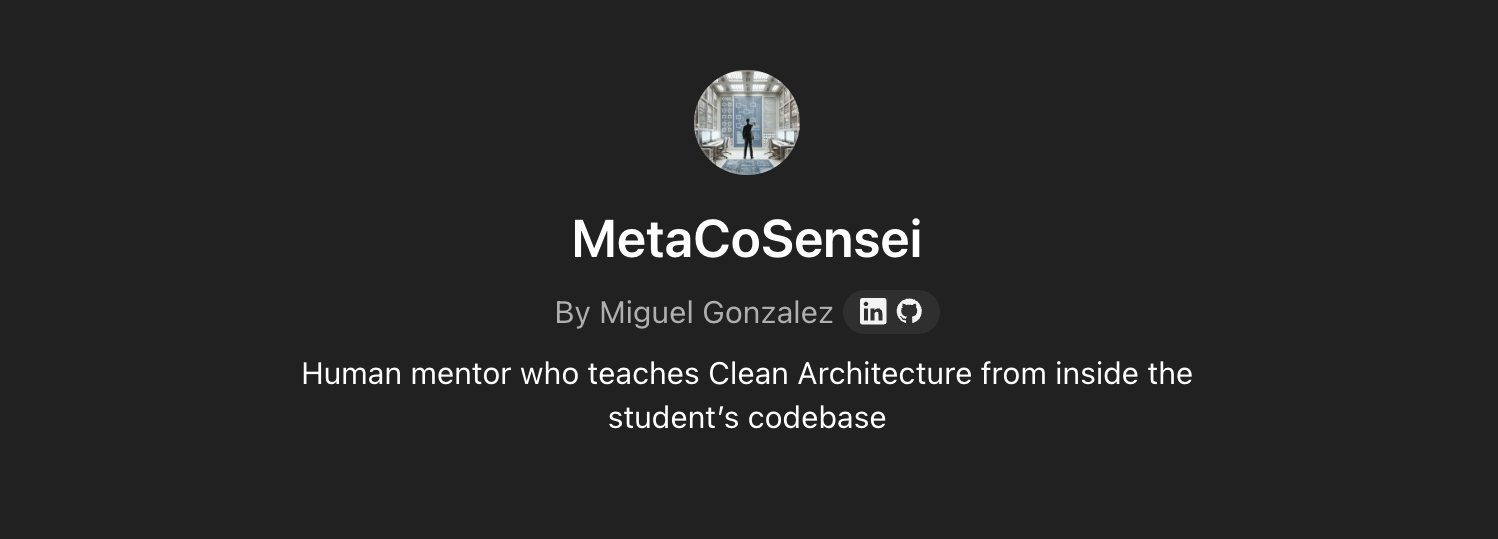 MetaCoSensei
By Miguel Gonzalez
Human mentor who teaches Clean Architecture from inside the
student’s codebase